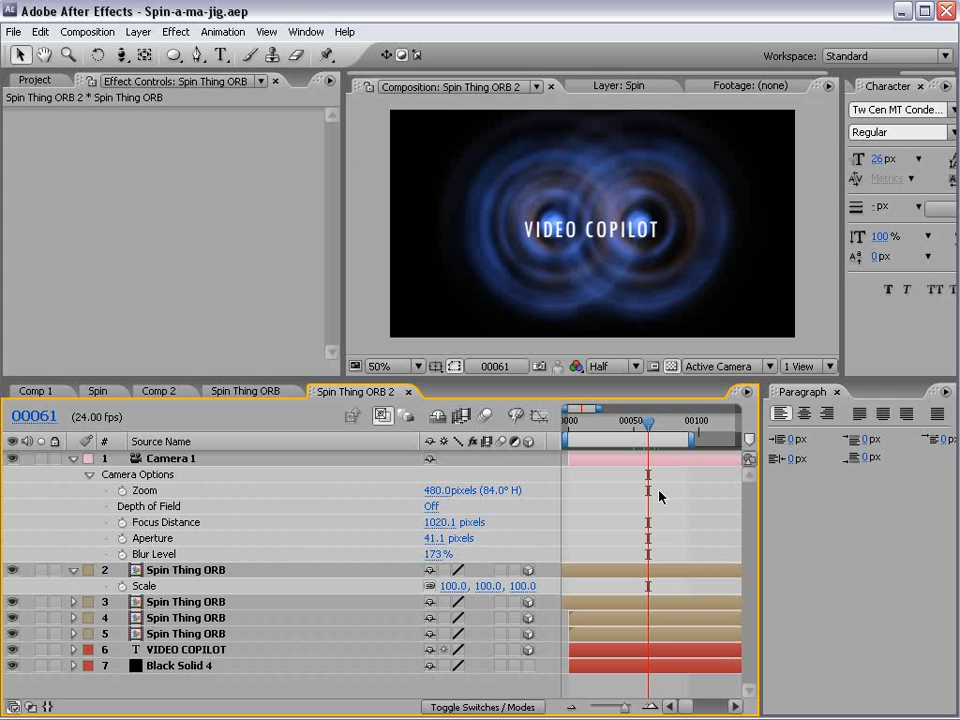 Adobe After Effects - Spin-a-ma-jig.aep
File Edit Composition Layer Effect Animation View Window Help
Workspace: Standard
Project Effect Controls: Spin Thing ORB
Spin Thing ORB 2 * Spin Thing ORB
Composition: Spin Thing ORB 2 Layer: Spin Footage: (none)
VIDEO COPILOT
50% 00061 Half Active Camera 1 View
Character
Tw Cen MT Conde...
Regular
26 px
Metrics 0
- px
100 %
0 px
T T TT
Comp 1 Spin Comp 2 Spin Thing ORB Spin Thing ORB 2
00061 (24.00 fps)
0000 00050 00100
# Source Name
1 Camera 1
Camera Options
Zoom 480.0 pixels (84.0° H)
Depth of Field Off
Focus Distance 1020.1 pixels
Aperture 41.1 pixels
Blur Level 173 %
2 Spin Thing ORB
Scale 100.0, 100.0, 100.0
3 Spin Thing ORB
4 Spin Thing ORB
5 Spin Thing ORB
6 T VIDEO COPILOT
7 Black Solid 4
Toggle Switches / Modes
Paragraph
0 px 0 px 0 px
0 px 0 px